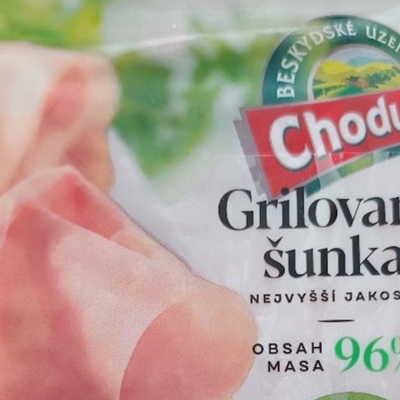 BESKYDSKÉ UZE
Chodu
Grilovan
šunka
NEJVYŠŠÍ JAKOS
OBSAH
MASA 96%